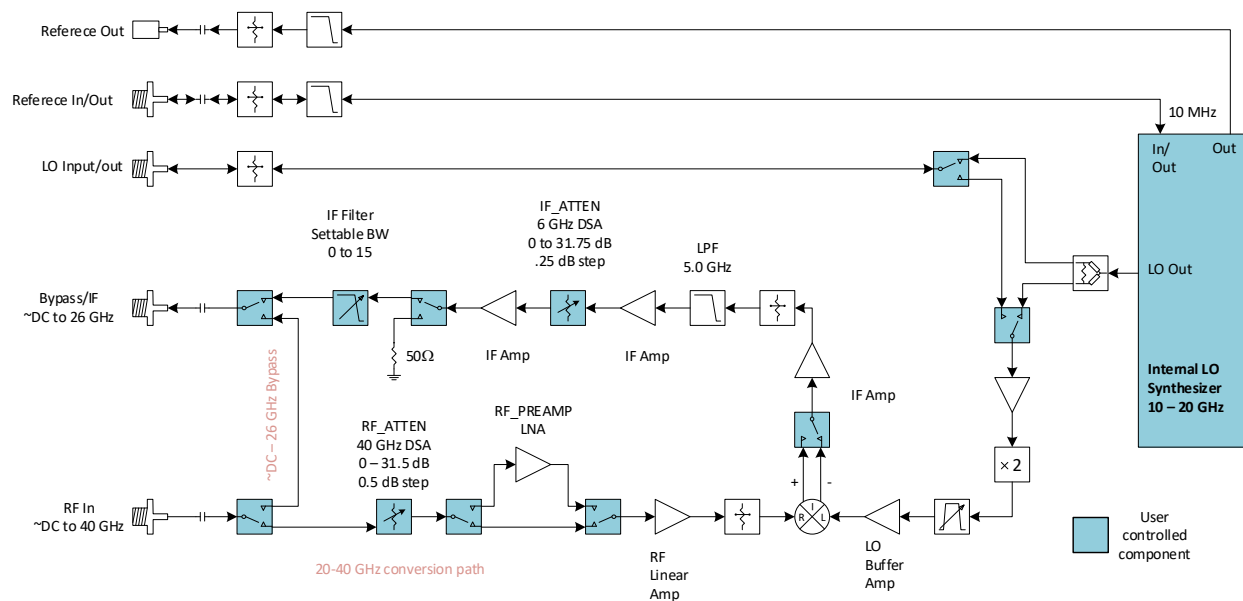 Referece Out
Referece In/Out
10 MHz
LO Input/out
In/
Out
Out
IF Filter
Settable BW
0 to 15
IF_ATTEN
6 GHz DSA
0 to 31.75 dB
.25 dB step
LPF
5.0 GHz
LO Out
Bypass/IF
~DC to 26 GHz
50Ω
IF Amp
IF Amp
IF Amp
Internal LO
Synthesizer
10 – 20 GHz
~DC – 26 GHz Bypass
RF_ATTEN
40 GHz DSA
0 – 31.5 dB
0.5 dB step
RF_PREAMP
LNA
× 2
+
-
RF In
~DC to 40 GHz
R
I
L
20-40 GHz conversion path
RF
Linear
Amp
LO
Buffer
Amp
User
controlled
component